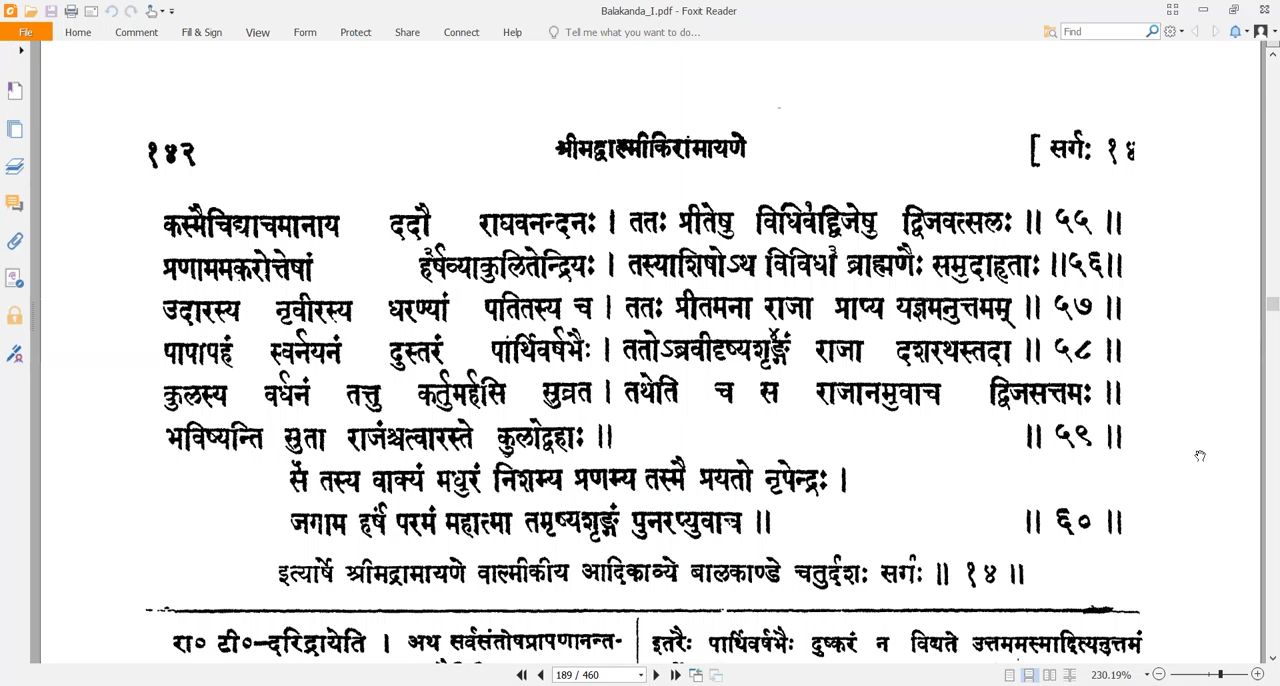 Balakanda_I.pdf - Foxit Reader
File Home Comment Fill & Sign View Form Protect Share Connect Help Tell me what you want to do... Find
१४२ श्रीमद्वाल्मीकिरामायणे [ सर्गः १४
कस्मैचिद्याचमानाय ददौ राघवनन्दनः । ततः प्रीतेषु विधिवद्द्विजेषु द्विजवत्सलः ॥ ५५ ॥
प्रणाममकरोत्तेषां हर्षव्याकुलितेन्द्रियः । तस्याशिषोऽथ विविधा ब्राह्मणैः समुदाहृताः ॥५६॥
उदारस्य नृवीरस्य धरण्यां पतितस्य च । ततः प्रीतमना राजा प्राप्य यज्ञमनुत्तमम् ॥ ५७ ॥
पापापहं स्वर्नयनं दुस्तरं पार्थिवर्षभैः । ततोऽब्रवीदृष्यशृङ्गं राजा दशरथस्तदा ॥ ५८ ॥
कुलस्य वर्धनं तत्तु कर्तुमर्हसि सुव्रत । तथेति च स राजानमुवाच द्विजसत्तमः ॥
भविष्यन्ति सुता राजंश्चत्वारस्ते कुलोद्वहाः ॥ ॥ ५९ ॥
स तस्य वाक्यं मधुरं निशम्य प्रणम्य तस्मै प्रयतो नृपेन्द्रः ।
जगाम हर्षं परमं महात्मा तमृष्यशृङ्गं पुनरप्युवाच ॥ ॥ ६० ॥
इत्यार्षे श्रीमद्रामायणे वाल्मीकीय आदिकाव्ये बालकाण्डे चतुर्दशः सर्गः ॥ १४ ॥
रा० टी०–दरिद्रायेति । अथ सर्वसंतोषप्रापणानन्त-
इतरैः पार्थिवर्षभैः दुष्करं न विद्यते उत्तममस्मादित्यनुत्तमं
189 / 460 230.19%